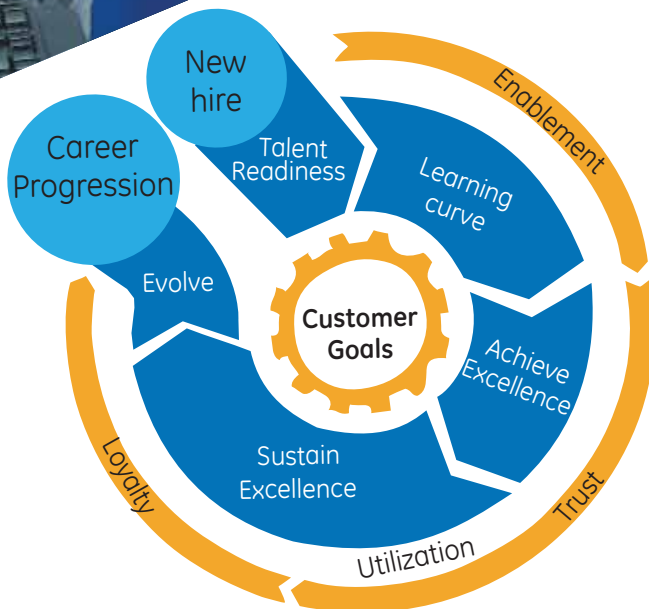 New
hire
Talent
Readiness
Learning
curve
Enablement
Career
Progression
Evolve
Customer
Goals
Achieve
Excellence
Sustain
Excellence
Utilization
Trust
Loyalty